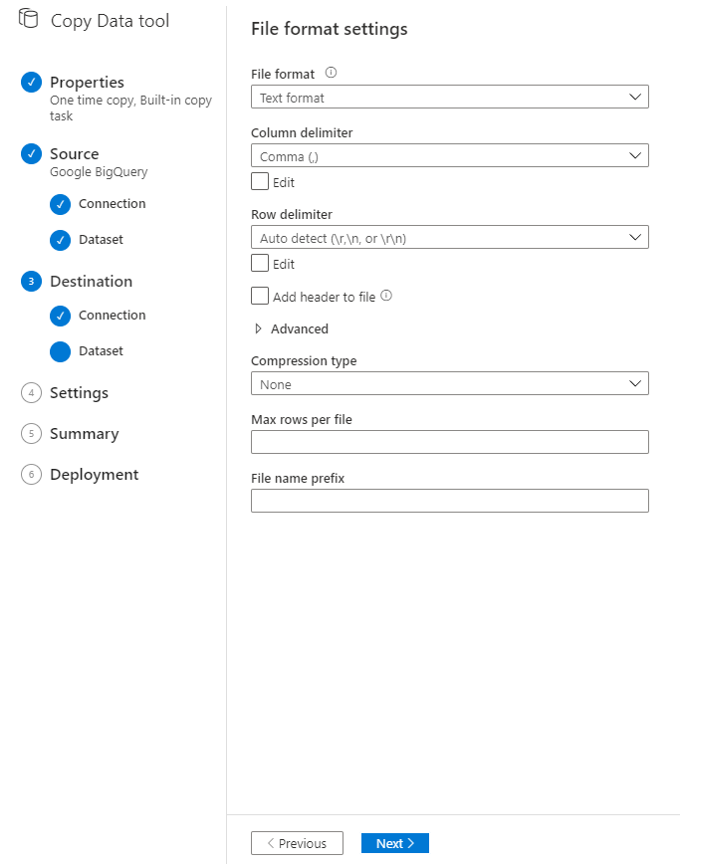 Copy Data tool
Properties
One time copy, Built-in copy
task
Source
Google BigQuery
Connection
Dataset
3
Destination
Connection
Dataset
4
Settings
5
Summary
6
Deployment
File format settings
File format
Text format
Column delimiter
Comma (,)
Edit
Row delimiter
Auto detect (\r,\n, or \r\n)
Edit
Add header to file
Advanced
Compression type
None
Max rows per file
File name prefix
Previous
Next